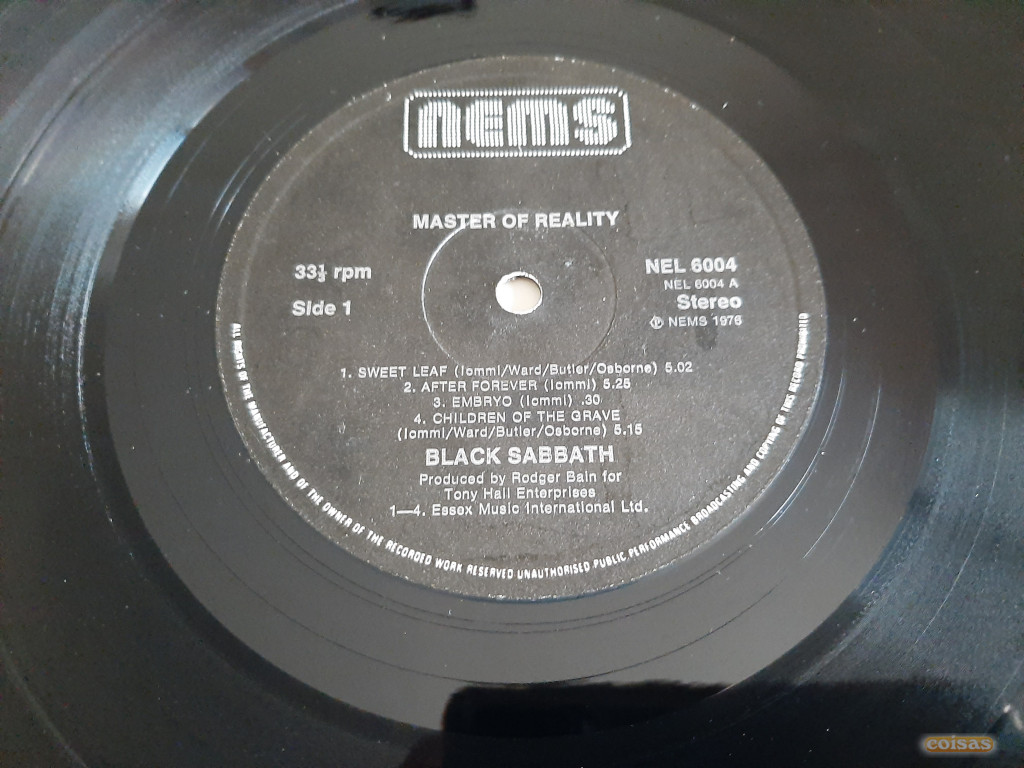 nems
MASTER OF REALITY
33⅓ rpm
Side 1
NEL 6004
NEL 6004 A
Stereo
Ⓟ NEMS 1976
1. SWEET LEAF (Iommi/Ward/Butler/Osborne) 5.02
2. AFTER FOREVER (Iommi) 5.25
3. EMBRYO (Iommi) .30
4. CHILDREN OF THE GRAVE
(Iommi/Ward/Butler/Osborne) 5.15
BLACK SABBATH
Produced by Rodger Bain for
Tony Hall Enterprises
1—4. Essex Music International Ltd.
ALL RIGHTS OF THE MANUFACTURER AND OF THE OWNER OF THE RECORDED WORK RESERVED UNAUTHORISED PUBLIC PERFORMANCE BROADCASTING AND COPYING OF THIS RECORD PROHIBITED
coisas